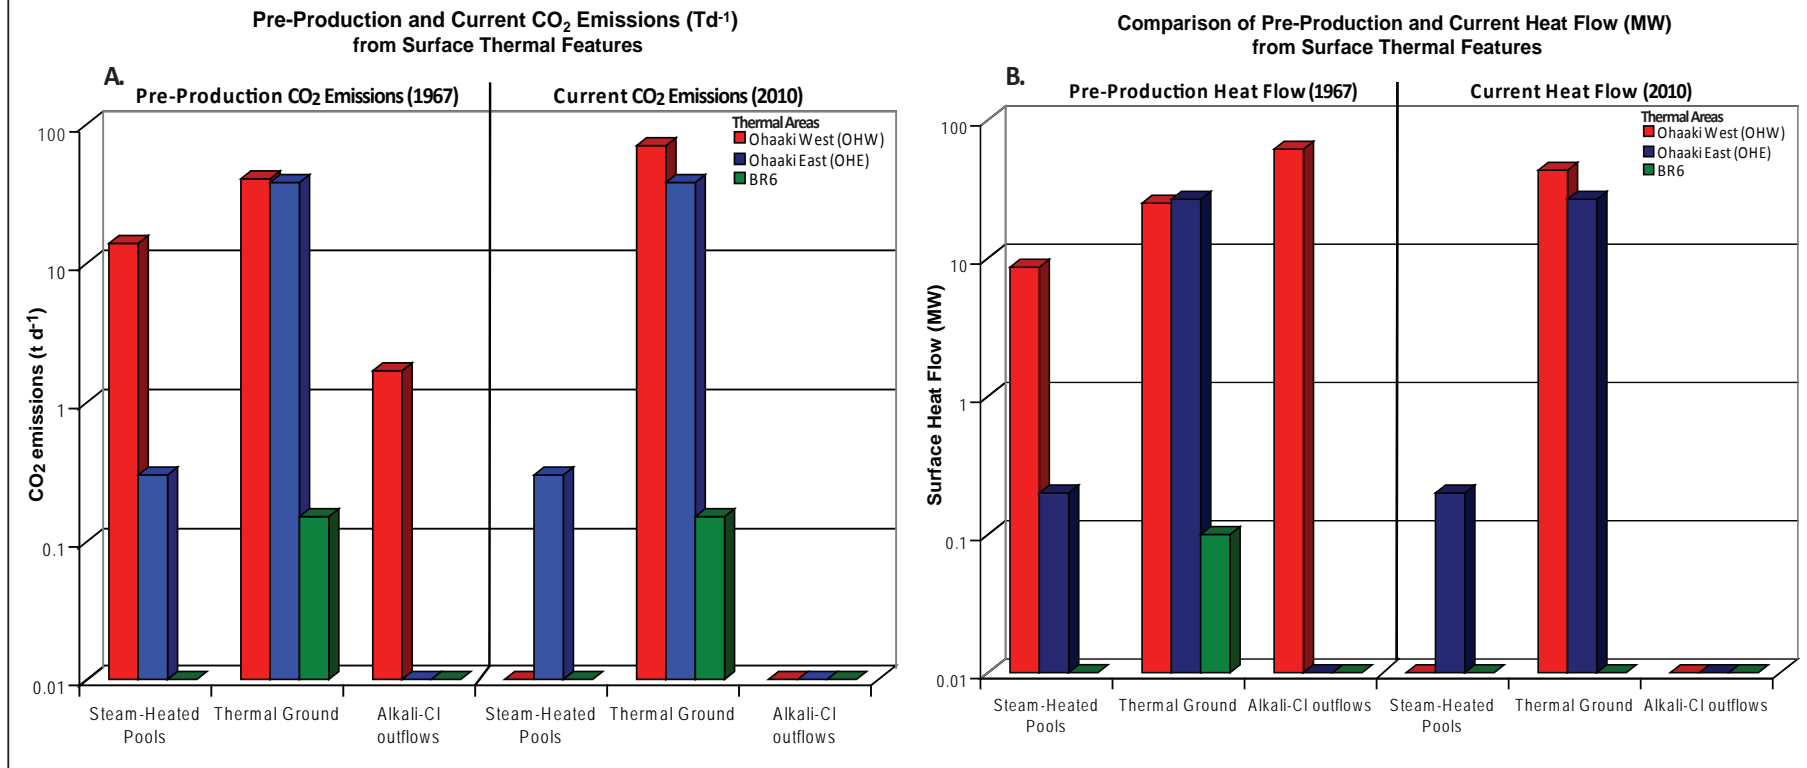 Pre-Production and Current CO2 Emissions (Td-1)
from Surface Thermal Features
A.
Pre-Production CO2 Emissions (1967)
Current CO2 Emissions (2010)
Thermal Areas
Ohaaki West (OHW)
Ohaaki East (OHE)
BR6
CO2 emissions (t d-1)
100
10
1
0.1
0.01
Steam-Heated
Pools
Thermal Ground
Alkali-Cl
outflows
Steam-Heated
Pools
Thermal Ground
Alkali-Cl
outflows
Comparison of Pre-Production and Current Heat Flow (MW)
from Surface Thermal Features
B.
Pre-Production Heat Flow (1967)
Current Heat Flow (2010)
Thermal Areas
Ohaaki West (OHW)
Ohaaki East (OHE)
BR6
Surface Heat Flow (MW)
100
10
1
0.1
0.01
Steam-Heated
Pools
Thermal Ground
Alkali-Cl outflows
Steam-Heated
Pools
Thermal Ground
Alkali-Cl outflows